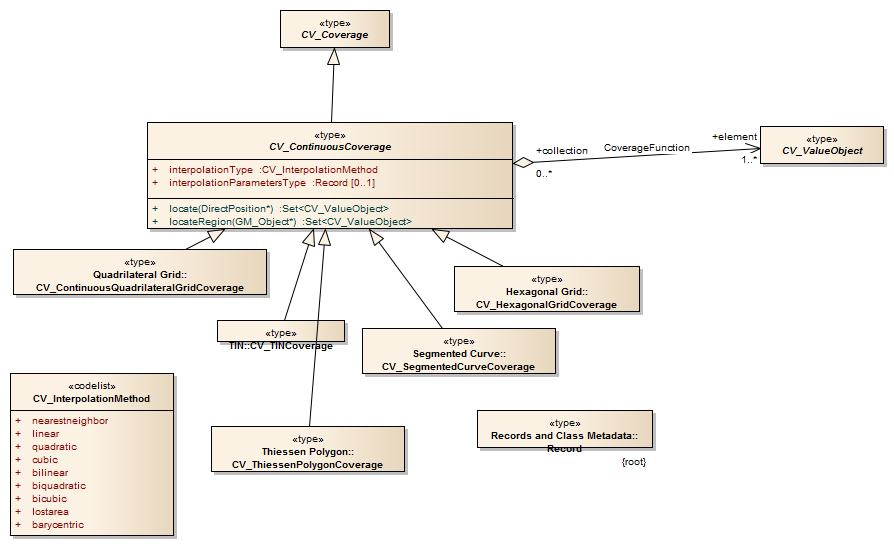 «type»
CV_Coverage
«type»
CV_ContinuousCoverage
+ interpolationType :CV_InterpolationMethod
+ interpolationParametersType :Record [0..1]
+ locate(DirectPosition*) :Set<CV_ValueObject>
+ locateRegion(GM_Object*) :Set<CV_ValueObject>
+collection
CoverageFunction
+element
0..*
1..*
«type»
CV_ValueObject
«type»
Quadrilateral Grid::
CV_ContinuousQuadrilateralGridCoverage
«type»
Hexagonal Grid::
CV_HexagonalGridCoverage
«type»
TIN::CV_TINCoverage
«type»
Segmented Curve::
CV_SegmentedCurveCoverage
«codelist»
CV_InterpolationMethod
+ nearestneighbor
+ linear
+ quadratic
+ cubic
+ bilinear
+ biquadratic
+ bicubic
+ lostarea
+ barycentric
«type»
Thiessen Polygon::
CV_ThiessenPolygonCoverage
«type»
Records and Class Metadata::
Record
{root}